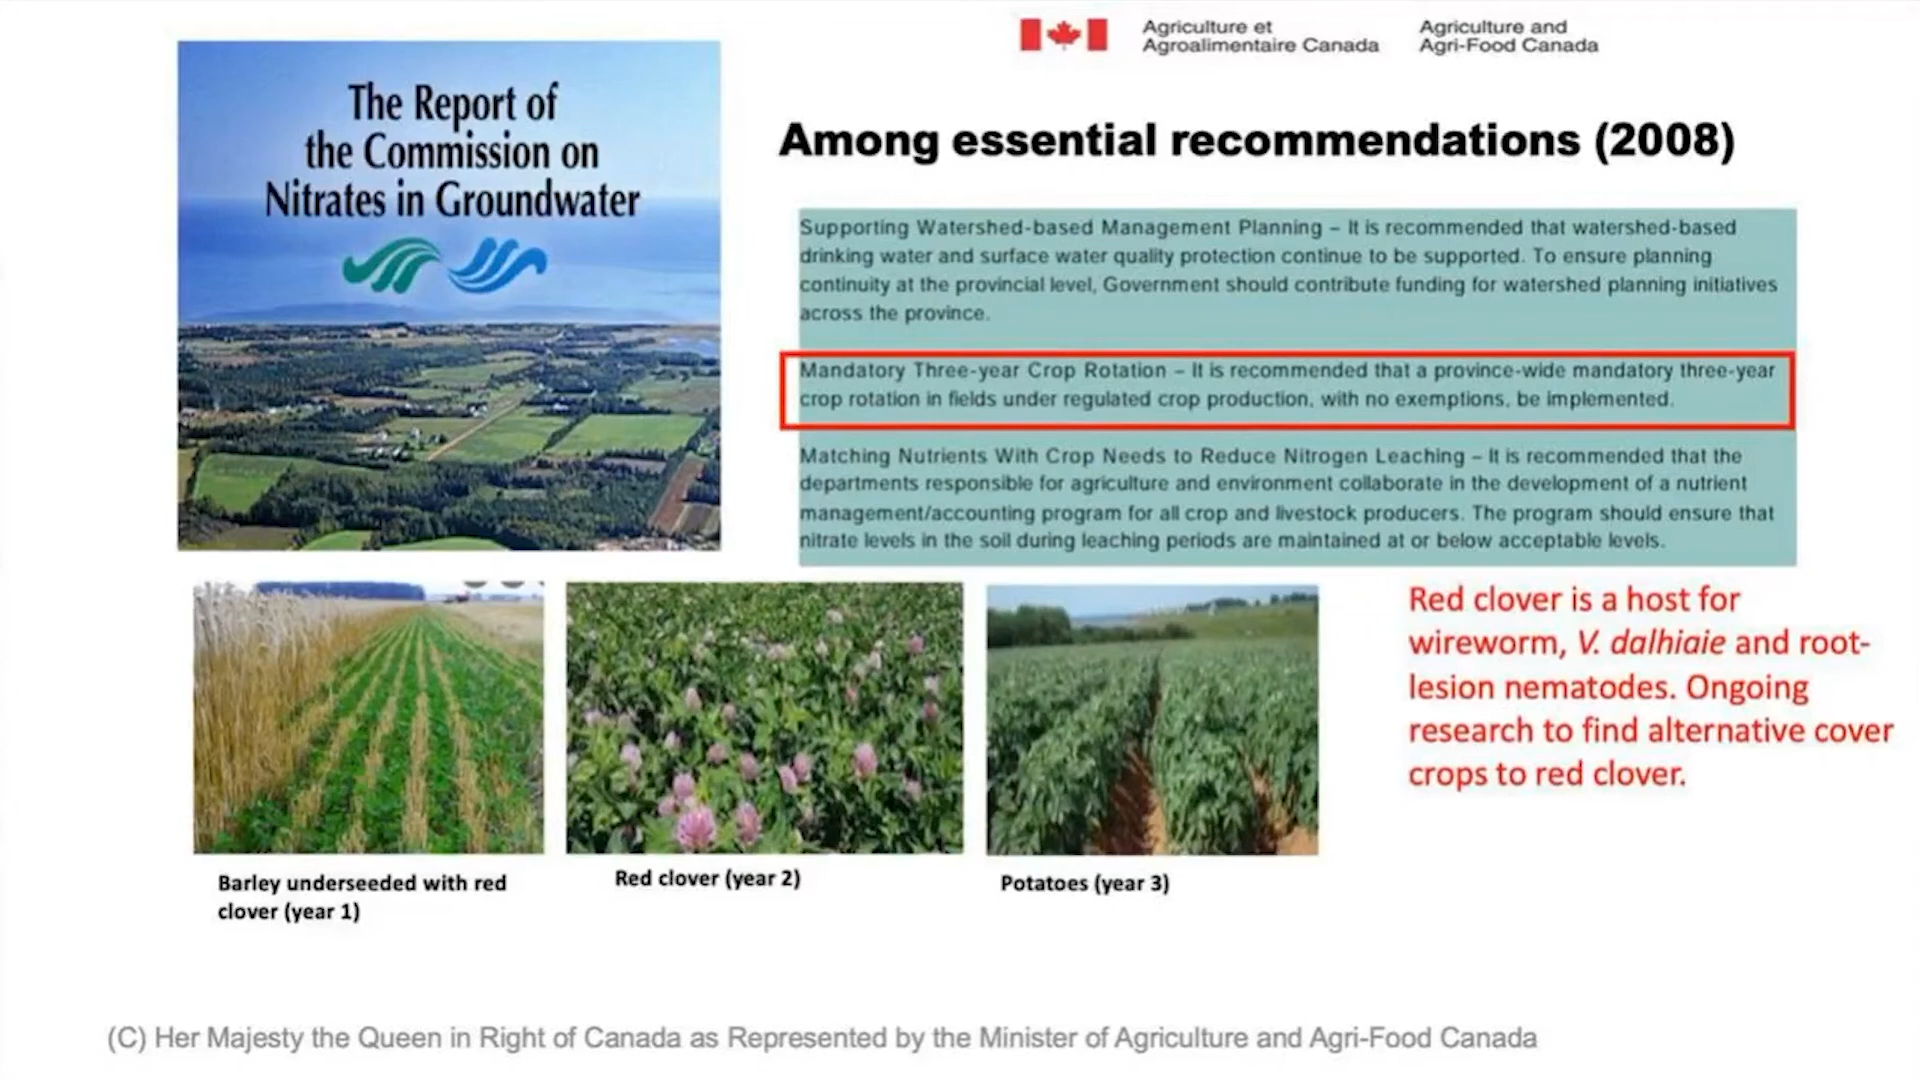 Agriculture et
Agroalimentaire Canada
Agriculture and
Agri-Food Canada
The Report of
the Commission on
Nitrates in Groundwater
Among essential recommendations (2008)
Supporting Watershed-based Management Planning – It is recommended that watershed-based
drinking water and surface water quality protection continue to be supported. To ensure planning
continuity at the provincial level, Government should contribute funding for watershed planning initiatives
across the province.
Mandatory Three-year Crop Rotation – It is recommended that a province-wide mandatory three-year
crop rotation in fields under regulated crop production, with no exemptions, be implemented.
Matching Nutrients With Crop Needs to Reduce Nitrogen Leaching – It is recommended that the
departments responsible for agriculture and environment collaborate in the development of a nutrient
management/accounting program for all crop and livestock producers. The program should ensure that
nitrate levels in the soil during leaching periods are maintained at or below acceptable levels.
Red clover is a host for
wireworm, V. dalhiaie and root-
lesion nematodes. Ongoing
research to find alternative cover
crops to red clover.
Barley underseeded with red
clover (year 1)
Red clover (year 2)
Potatoes (year 3)
(C) Her Majesty the Queen in Right of Canada as Represented by the Minister of Agriculture and Agri-Food Canada